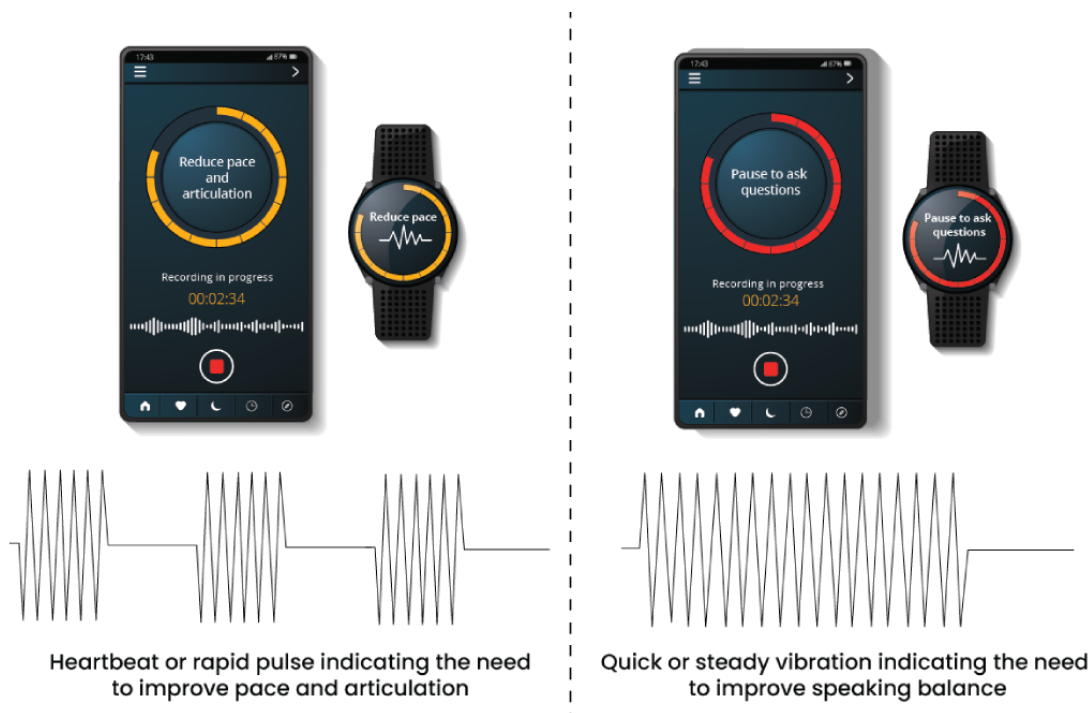 17:43
87%
Reduce pace
and
articulation
Recording in progress
00:02:34
Reduce pace
Heartbeat or rapid pulse indicating the need
to improve pace and articulation
17:43
87%
Pause to ask
questions
Recording in progress
00:02:34
Pause to ask
questions
Quick or steady vibration indicating the need
to improve speaking balance